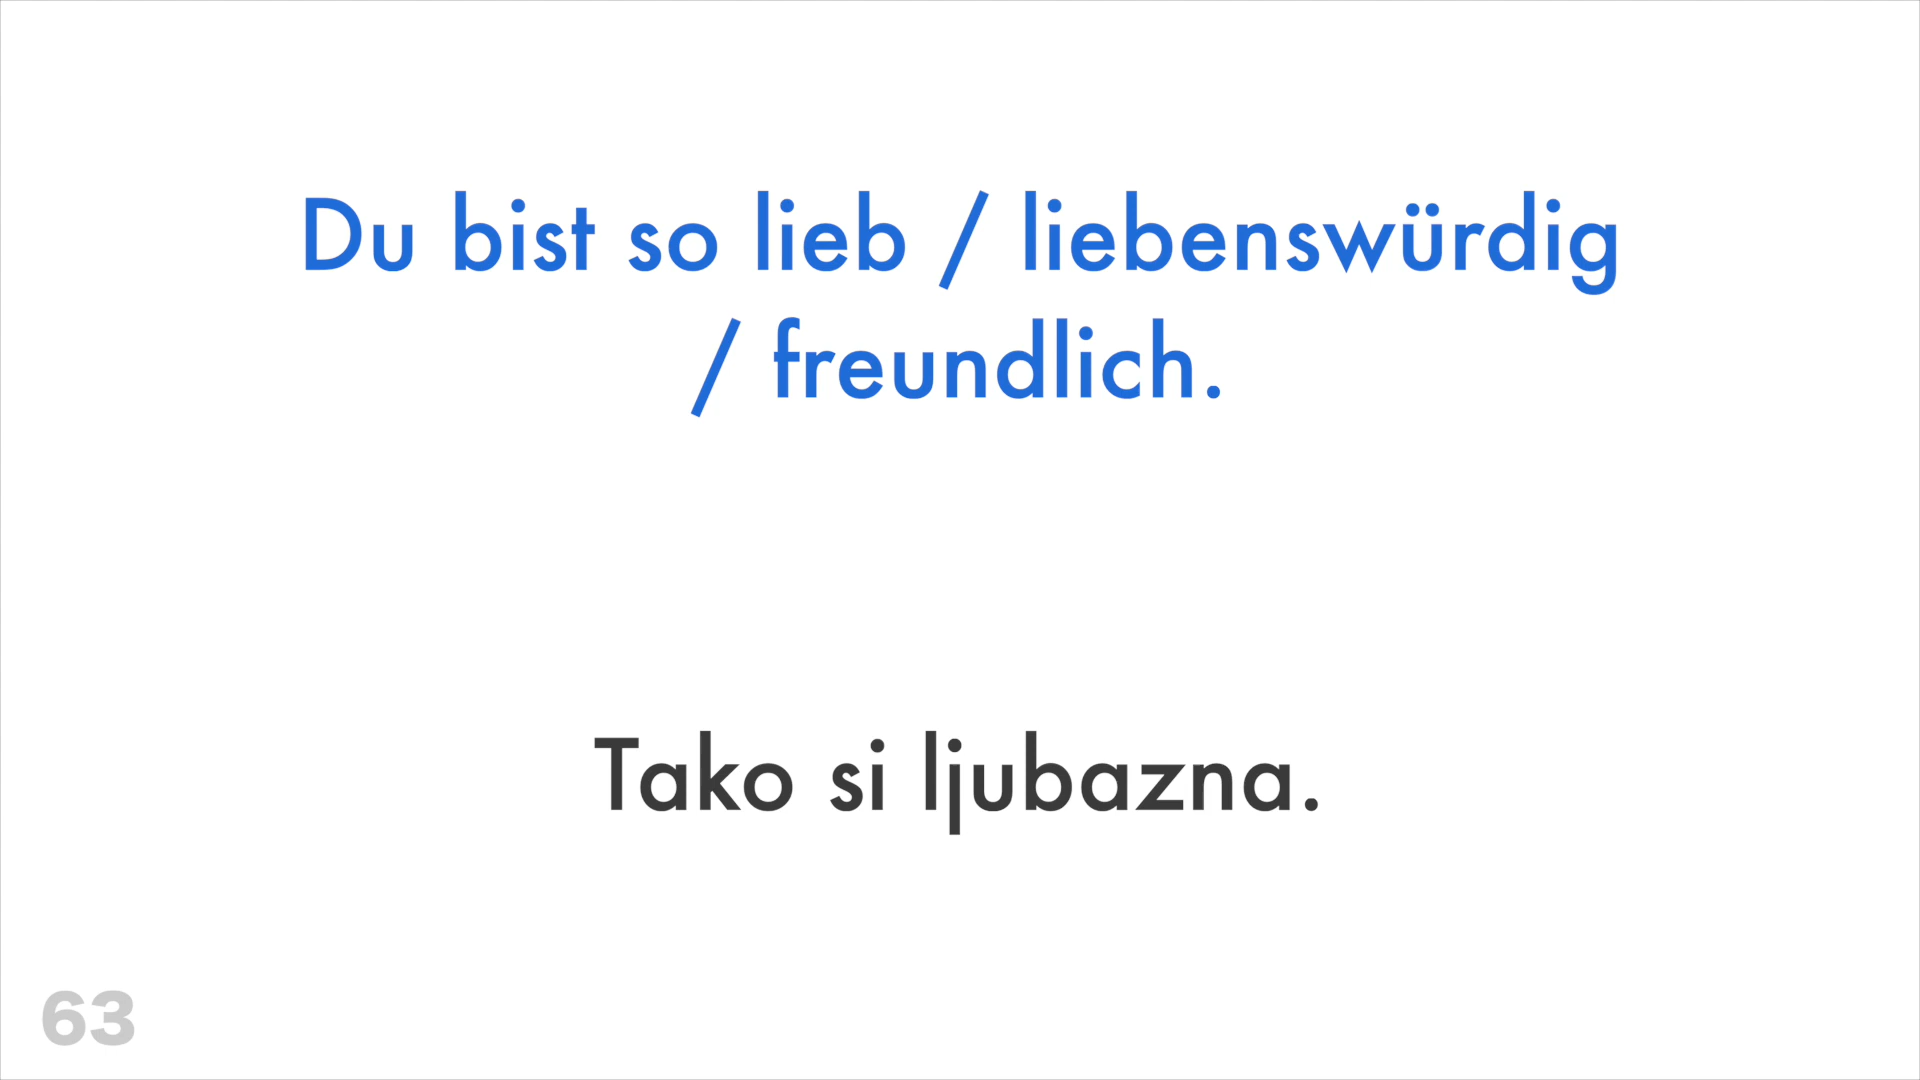 Du bist so lieb / liebenswürdig
/ freundlich.
Tako si ljubazna.
63